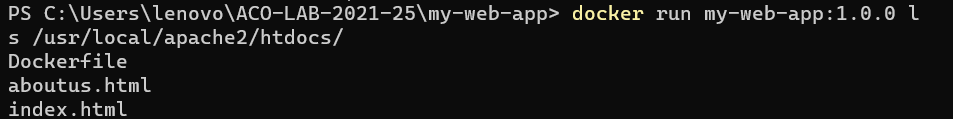 PS C:\Users\lenovo\ACO-LAB-2021-25\my-web-app> docker run my-web-app:1.0.0 l
s /usr/local/apache2/htdocs/
Dockerfile
aboutus.html
index.html